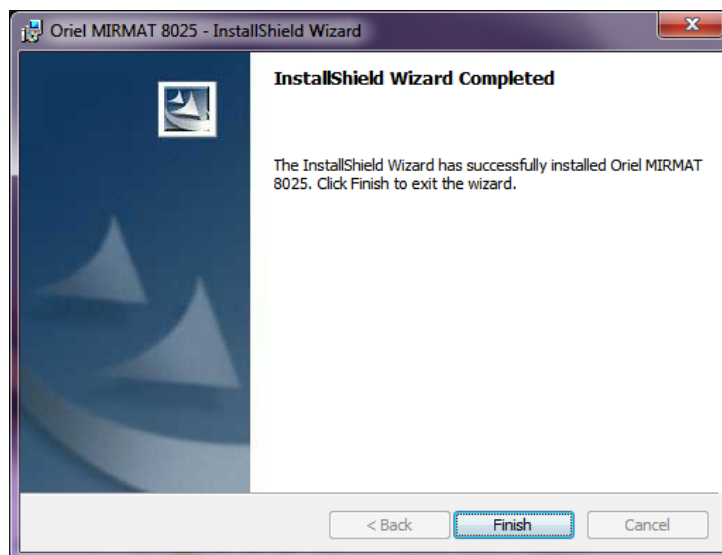 Oriel MIRMAT 8025 - InstallShield Wizard
InstallShield Wizard Completed
The InstallShield Wizard has successfully installed Oriel MIRMAT
8025. Click Finish to exit the wizard.
< Back
Finish
Cancel